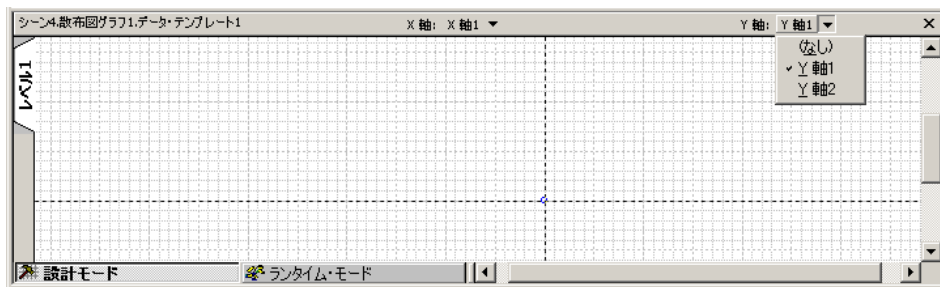 シーン4.散布図グラフ1.データ・テンプレート1 X 軸: X 軸1 Y 軸: Y 軸1
(なし)
Y 軸1
Y 軸2
レベル1
設計モード ランタイム・モード